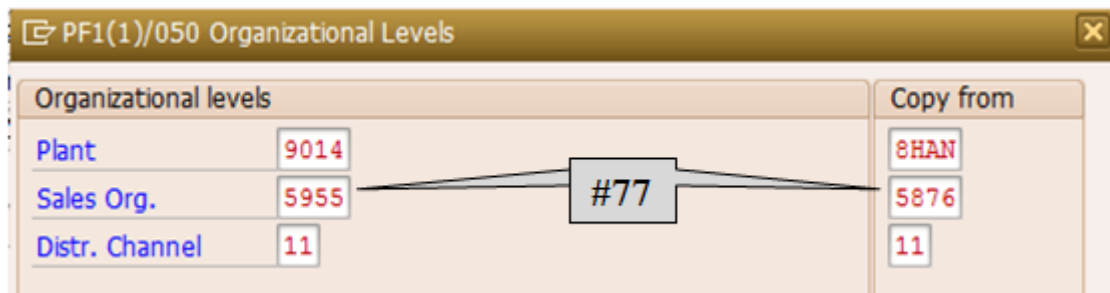 PF1(1)/050 Organizational Levels
Organizational levels Copy from
Plant 9014 8HAN
Sales Org. 5955 #77 5876
Distr. Channel 11 11